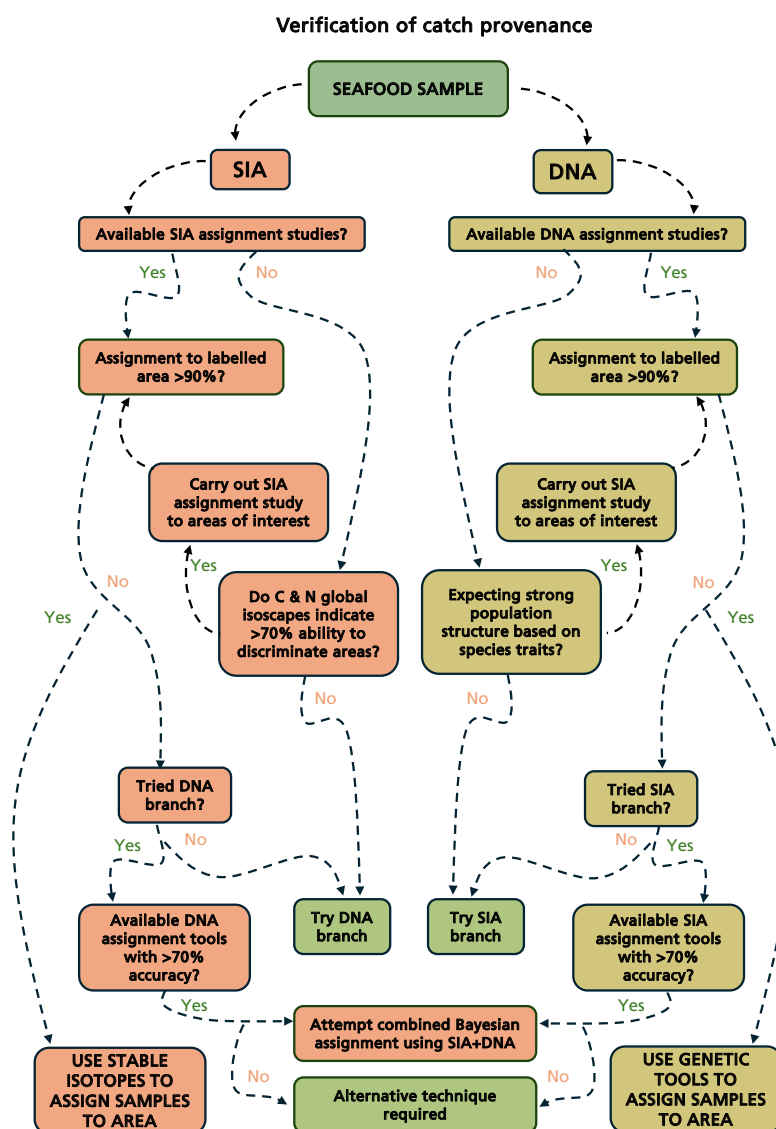 Verification of catch provenance
SEAFOOD SAMPLE
SIA
DNA
Available SIA assignment studies?
Available DNA assignment studies?
Yes
No
No
Yes
Assignment to labelled
area >90%?
Assignment to labelled
area >90%?
Carry out SIA
assignment study
to areas of interest
Carry out SIA
assignment study
to areas of interest
Yes
Yes
No
No
Do C & N global
isoscapes indicate
>70% ability to
discriminate areas?
Expecting strong
population
structure based on
species traits?
Yes
Yes
No
No
Tried DNA
branch?
Tried SIA
branch?
Yes
No
No
Yes
Available DNA
assignment tools
with >70%
accuracy?
Try DNA
branch
Try SIA
branch
Available SIA
assignment tools
with >70%
accuracy?
Yes
Yes
Attempt combined Bayesian
assignment using SIA+DNA
USE STABLE
ISOTOPES TO
ASSIGN SAMPLES
TO AREA
No
No
Alternative technique
required
USE GENETIC
TOOLS TO
ASSIGN SAMPLES
TO AREA